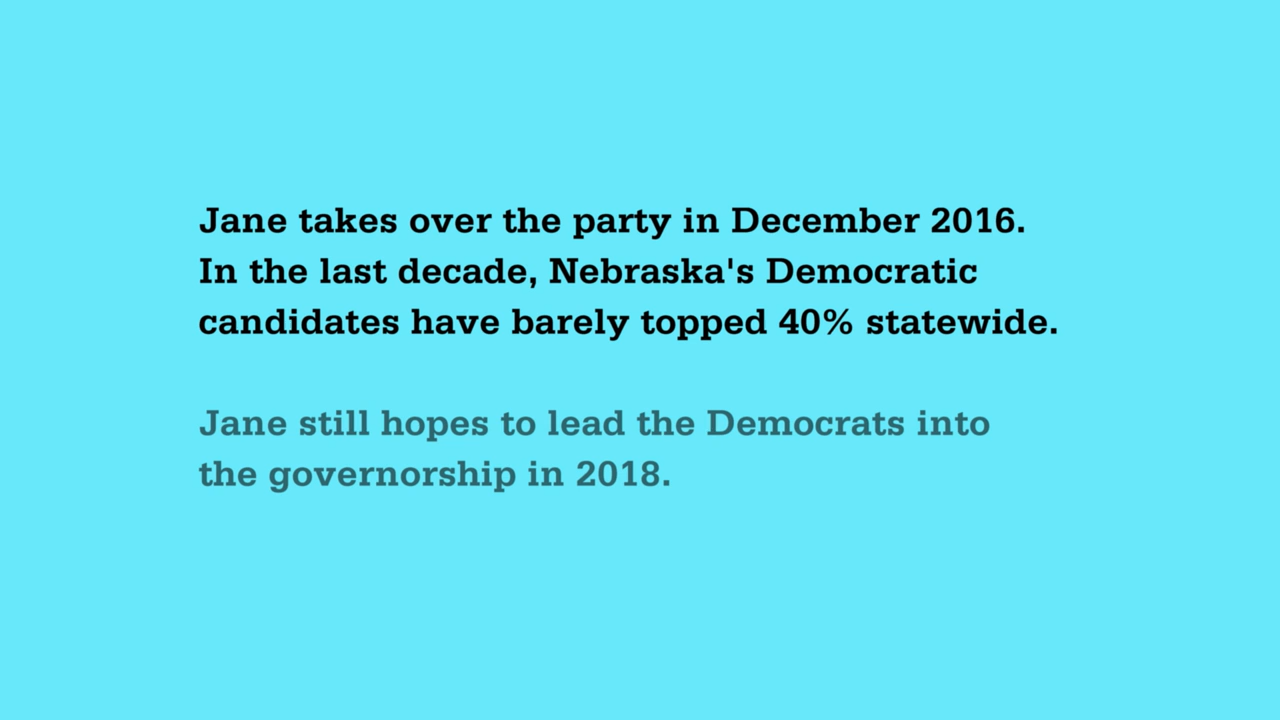 Jane takes over the party in December 2016.
In the last decade, Nebraska's Democratic
candidates have barely topped 40% statewide.
Jane still hopes to lead the Democrats into
the governorship in 2018.